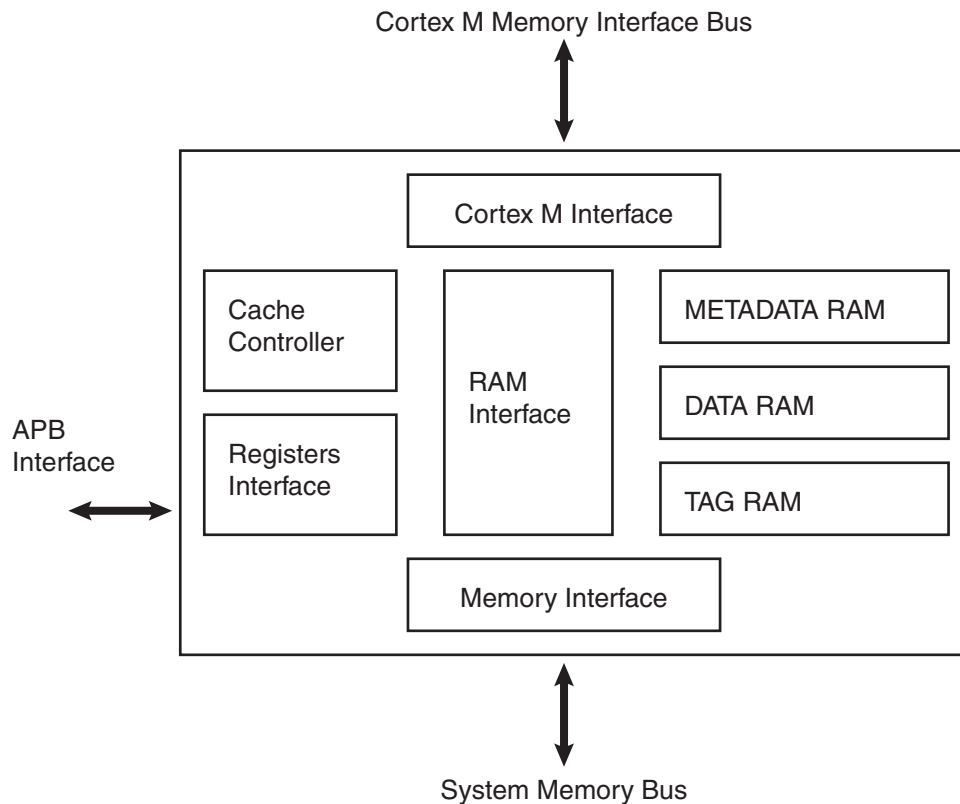 Cortex M Memory Interface Bus
Cortex M Interface
Cache
Controller
RAM
Interface
METADATA RAM
DATA RAM
APB
Interface
Registers
Interface
TAG RAM
Memory Interface
System Memory Bus